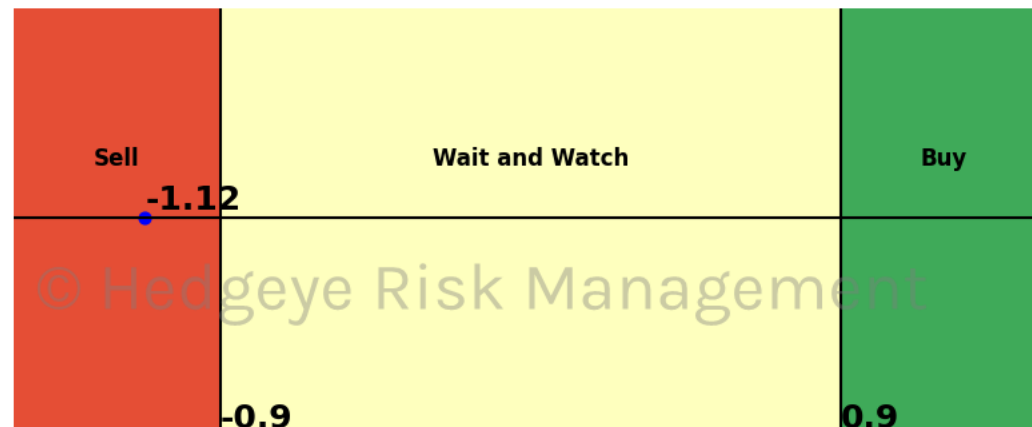 Sell
Wait and Watch
Buy
-1.12
© Hedgeye Risk Management
-0.9
0.9